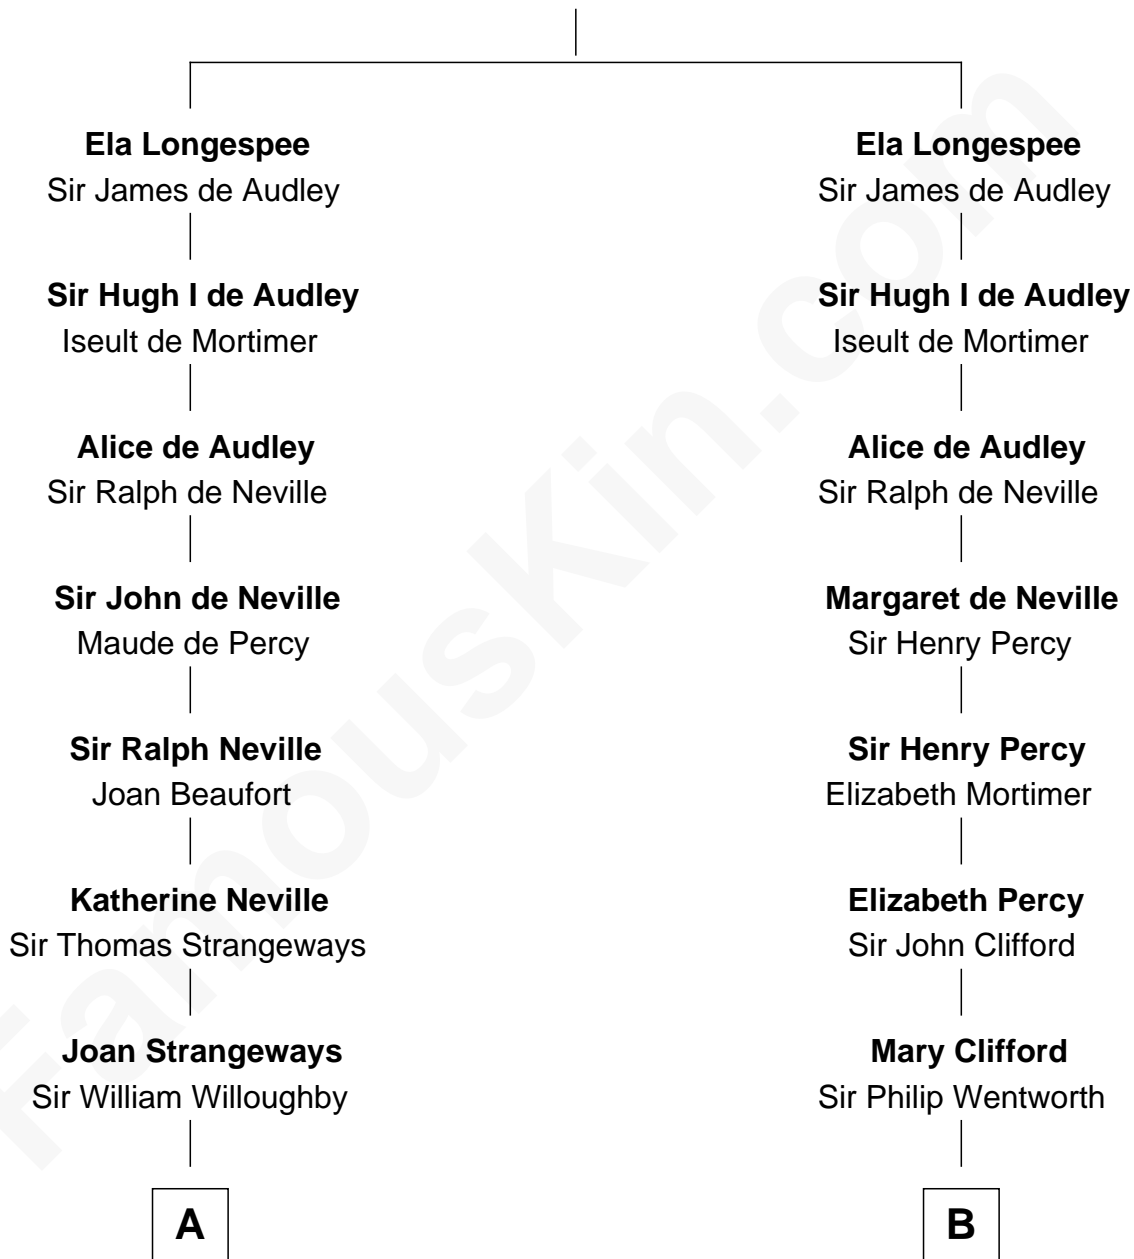 Ela Longespee
Sir James de Audley
Sir Hugh I de Audley
Iseult de Mortimer
Alice de Audley
Sir Ralph de Neville
Sir John de Neville
Maude de Percy
Sir Ralph Neville
Joan Beaufort
Katherine Neville
Sir Thomas Strangeways
Joan Strangeways
Sir William Willoughby
A
Ela Longespee
Sir James de Audley
Sir Hugh I de Audley
Iseult de Mortimer
Alice de Audley
Sir Ralph de Neville
Margaret de Neville
Sir Henry Percy
Sir Henry Percy
Elizabeth Mortimer
Elizabeth Percy
Sir John Clifford
Mary Clifford
Sir Philip Wentworth
B
FamousKin.com